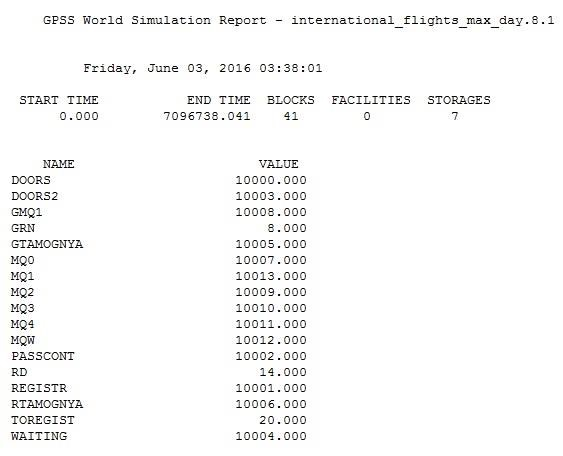 GPSS World Simulation Report - international_flights_max_day.8.1
Friday, June 03, 2016 03:38:01
START TIME END TIME BLOCKS FACILITIES STORAGES
0.000 7096738.041 41 0 7
NAME VALUE
DOORS 10000.000
DOORS2 10003.000
GMQ1 10008.000
GRN 8.000
GTAMOGNYA 10005.000
MQ0 10007.000
MQ1 10013.000
MQ2 10009.000
MQ3 10010.000
MQ4 10011.000
MQW 10012.000
PASSCONT 10002.000
RD 14.000
REGISTR 10001.000
RTAMOGNYA 10006.000
TOREGIST 20.000
WAITING 10004.000